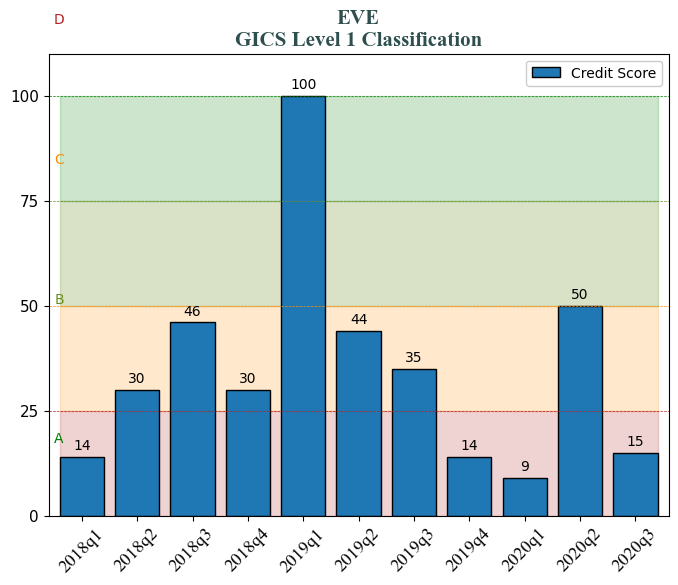 D
EVE
GICS Level 1 Classification
Credit Score
100
C
75
B
50
25
A
0
14
30
46
30
100
44
35
14
9
50
15
2018q1
2018q2
2018q3
2018q4
2019q1
2019q2
2019q3
2019q4
2020q1
2020q2
2020q3